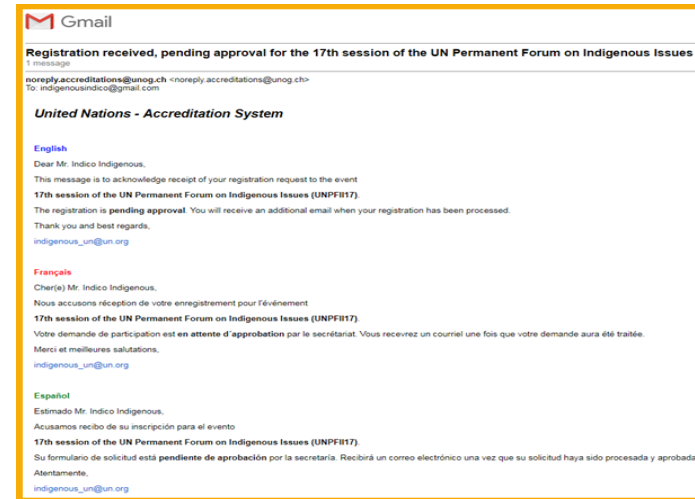 Gmail
Registration received, pending approval for the 17th session of the UN Permanent Forum on Indigenous Issues
1 message
noreply.accreditations@unog.ch <noreply.accreditations@unog.ch>
To: indigenousindico@gmail.com
United Nations - Accreditation System
English
Dear Mr. Indico Indigenous,
This message is to acknowledge receipt of your registration request to the event
17th session of the UN Permanent Forum on Indigenous Issues (UNPFII17).
The registration is pending approval. You will receive an additional email when your registration has been processed.
Thank you and best regards,
indigenous_un@un.org
Français
Cher(e) Mr. Indico Indigenous,
Nous accusons réception de votre enregistrement pour l'événement
17th session of the UN Permanent Forum on Indigenous Issues (UNPFII17).
Votre demande de participation est en attente d´approbation par le secrétariat. Vous recevrez un courriel une fois que votre demande aura été traitée.
Merci et meilleures salutations,
indigenous_un@un.org
Español
Estimado Mr. Indico Indigenous,
Acusamos recibo de su inscripción para el evento
17th session of the UN Permanent Forum on Indigenous Issues (UNPFII17).
Su formulario de solicitud está pendiente de aprobación por la secretaría. Recibirá un correo electrónico una vez que su solicitud haya sido procesada y aprobada
Atentamente,
indigenous_un@un.org